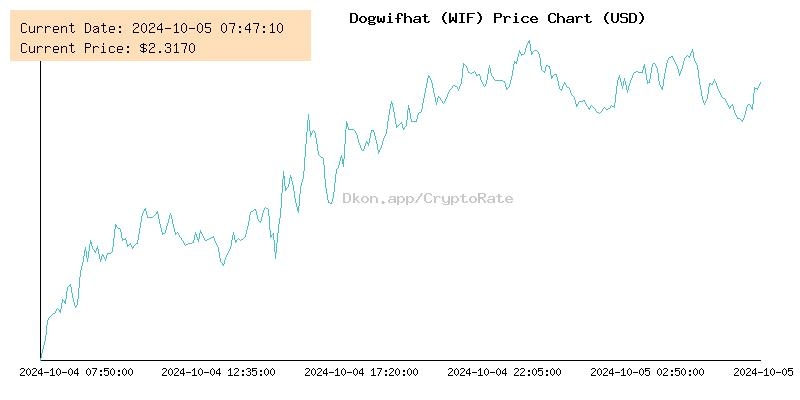 Dogwifhat (WIF) Price Chart (USD)
Current Date: 2024-10-05 07:47:10
Current Price: $2.3170
Dkon.app/CryptoRate
2024-10-04 07:50:00 2024-10-04 12:35:00 2024-10-04 17:20:00 2024-10-04 22:05:00 2024-10-05 02:50:00 2024-10-05